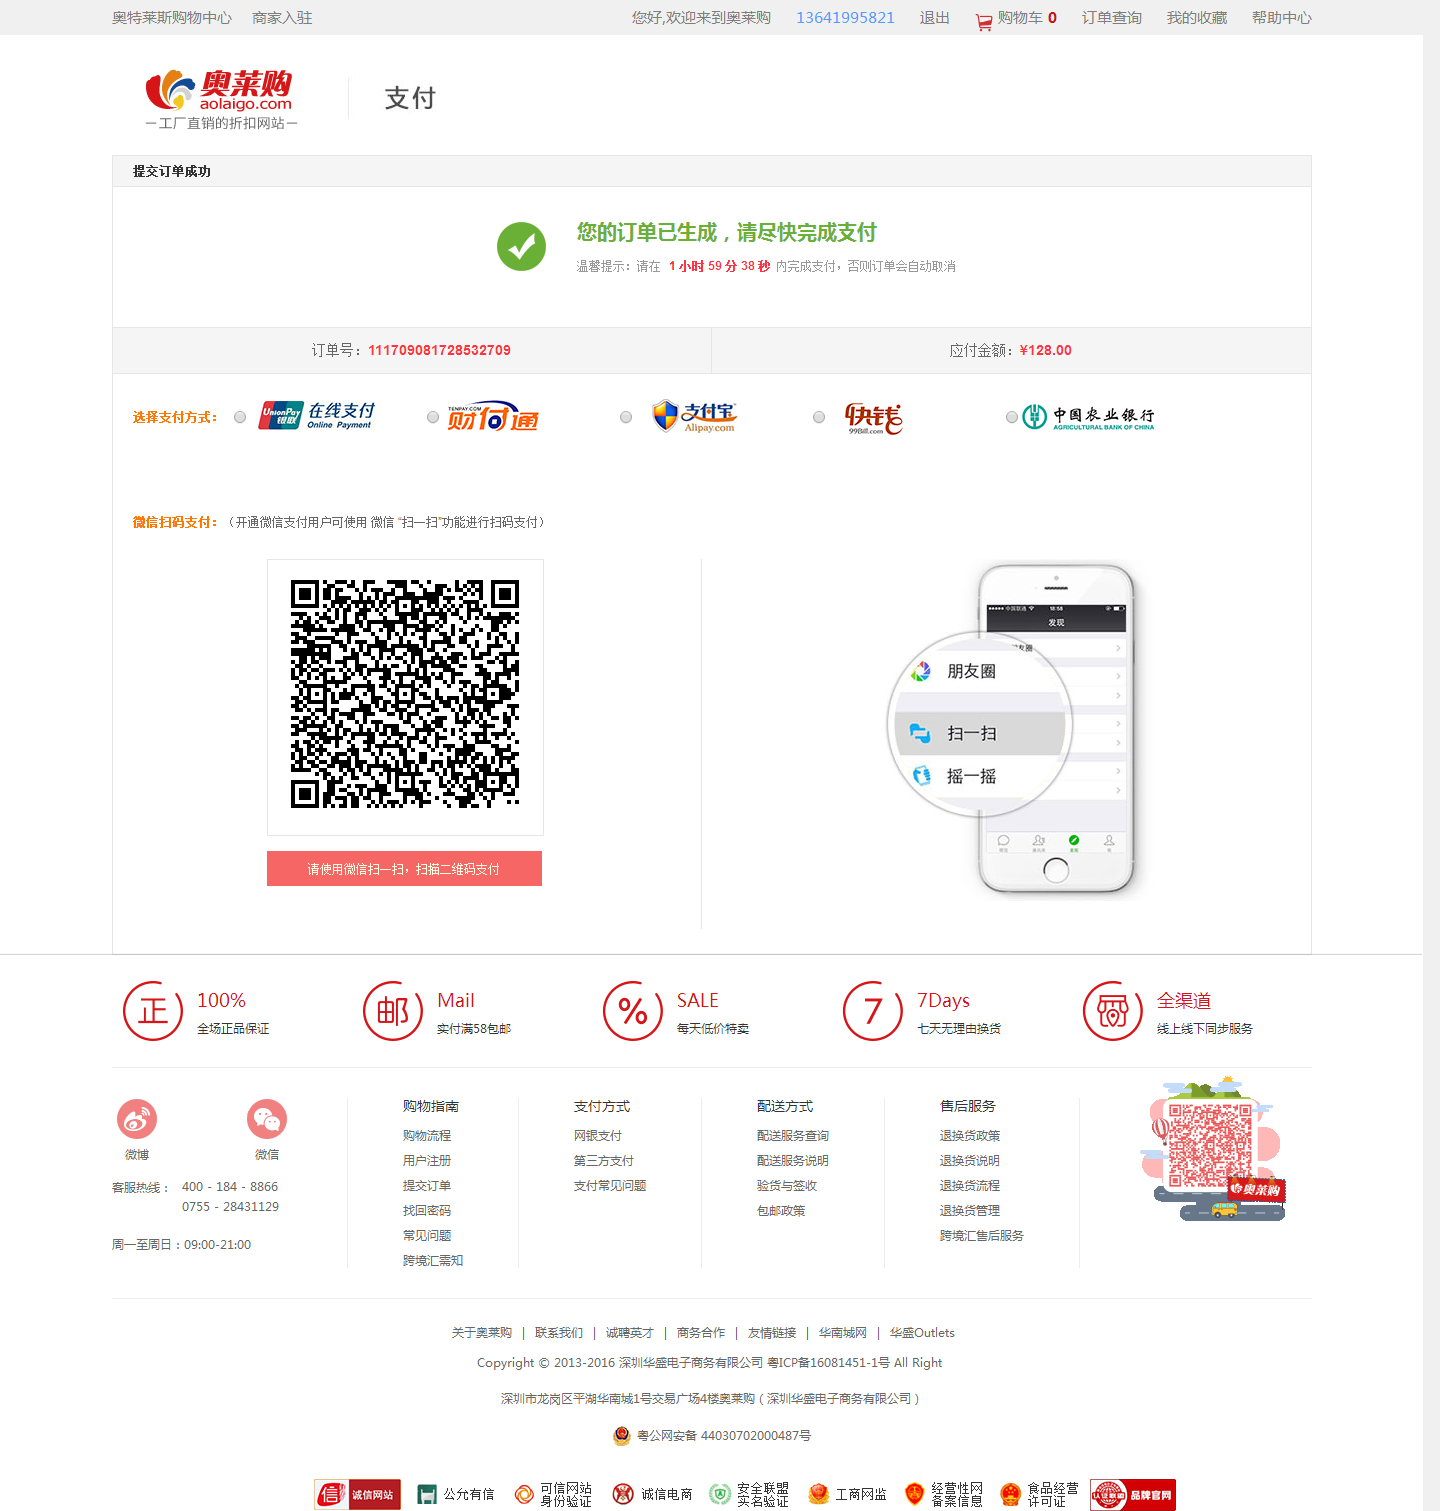 奥特莱斯购物中心 商家入驻 您好,欢迎来到奥莱购 13641995821 退出 购物车 0 订单查询 我的收藏 帮助中心
奥莱购
aolaigo.com
一工厂直销的折扣网站一
支付
提交订单成功
您的订单已生成，请尽快完成支付
温馨提示：请在 1 小时 59 分 38 秒 内完成支付，否则订单会自动取消
订单号：111709081728532709 应付金额：¥128.00
选择支付方式： UnionPay 银联 在线支付 Online Payment TENPAY.COM 财付通 支付宝 Alipay.com 快钱 99Bill.com 中国农业银行 AGRICULTURAL BANK OF CHINA
微信扫码支付：（开通微信支付用户可使用 微信 “扫一扫”功能进行扫码支付）
中国联通 18:58
发现
朋友圈
扫一扫
摇一摇
请使用微信扫一扫，扫描二维码支付
正 100% 邮 Mail % SALE 7 7Days 全渠道
全场正品保证 实付满58包邮 每天低价特卖 七天无理由换货 线上线下同步服务
微博 微信
客服热线： 400 - 184 - 8866
0755 - 28431129
周一至周日：09:00-21:00
购物指南
购物流程
用户注册
提交订单
找回密码
常见问题
跨境汇需知
支付方式
网银支付
第三方支付
支付常见问题
配送方式
配送服务查询
配送服务说明
验货与签收
包邮政策
售后服务
退换货政策
退换货说明
退换货流程
退换货管理
跨境汇售后服务
奥莱购
关于奥莱购 | 联系我们 | 诚聘英才 | 商务合作 | 友情链接 | 华南城网 | 华盛Outlets
Copyright © 2013-2016 深圳华盛电子商务有限公司 粤ICP备16081451-1号 All Right
深圳市龙岗区平湖华南城1号交易广场4楼奥莱购（深圳华盛电子商务有限公司）
粤公网安备 44030702000487号
信 诚信网站 公允有信 可信网站 身份验证 诚信电商 安全联盟 实名验证 工商网监 经营性网 备案信息 食品经营 许可证 认证联盟 品牌官网